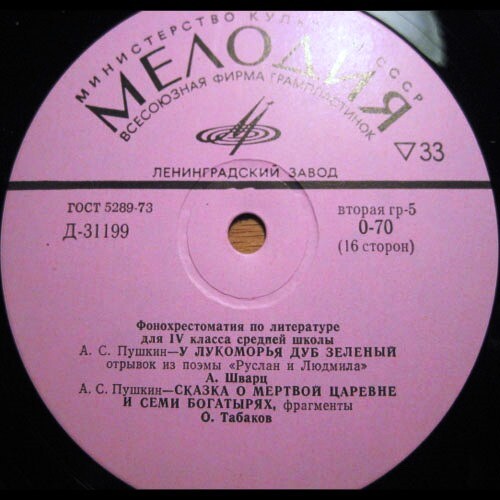 МИНИСТЕРСТВО КУЛЬТУРЫ СССР
МЕЛОДИЯ
ВСЕСОЮЗНАЯ ФИРМА ГРАМПЛАСТИНОК
▽33
ЛЕНИНГРАДСКИЙ ЗАВОД
ГОСТ 5289-73
Д-31199
вторая гр-5
0-70
(16 сторон)
Фонохрестоматия по литературе
для IV класса средней школы
А. С. Пушкин—У ЛУКОМОРЬЯ ДУБ ЗЕЛЕНЫЙ
отрывок из поэмы «Руслан и Людмила»
А. Шварц
А. С. Пушкин—СКАЗКА О МЕРТВОЙ ЦАРЕВНЕ
И СЕМИ БОГАТЫРЯХ, фрагменты
О. Табаков